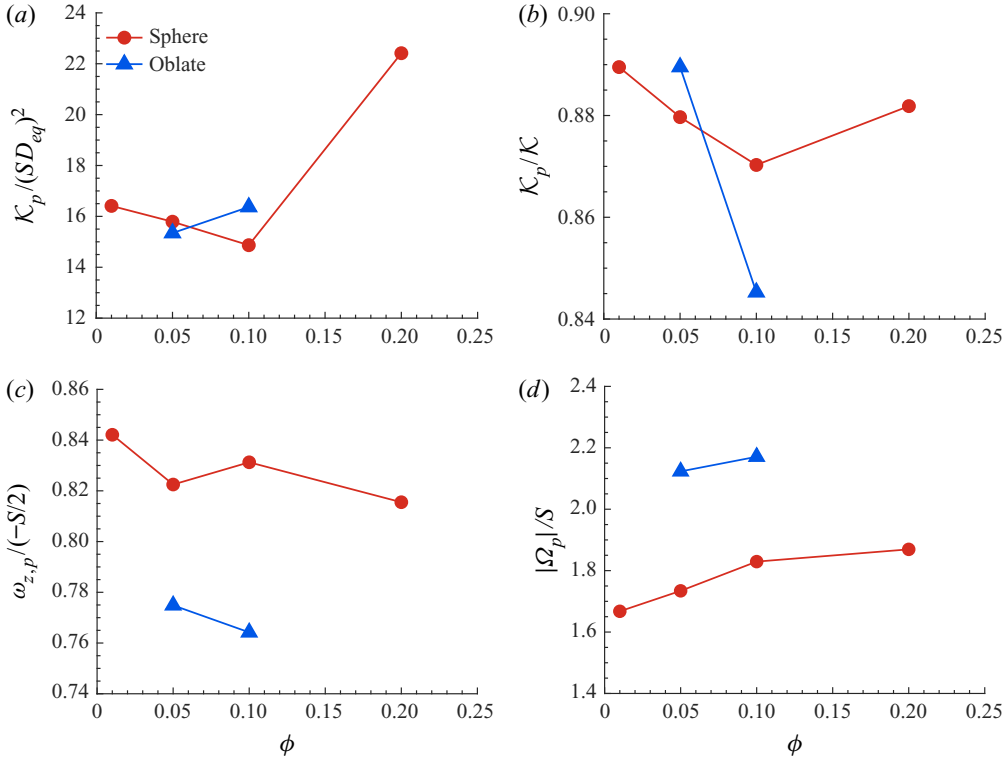 (a)
24
22
20
18
16
14
12
𝒦ₚ/(SD_eq)²
Sphere
Oblate
0 0.05 0.10 0.15 0.20 0.25
(b)
0.90
0.88
0.86
0.84
𝒦ₚ/𝒦
0 0.05 0.10 0.15 0.20 0.25
(c)
0.86
0.84
0.82
0.80
0.78
0.76
0.74
ω_{z,p}/(−S/2)
0 0.05 0.10 0.15 0.20 0.25
ϕ
(d)
2.4
2.2
2.0
1.8
1.6
1.4
|Ωₚ|/S
0 0.05 0.10 0.15 0.20 0.25
ϕ